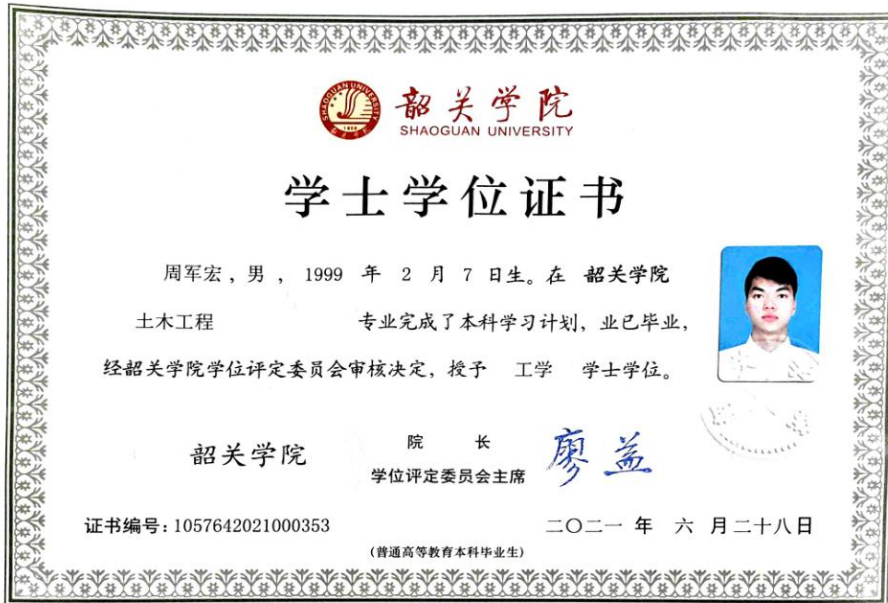 韶关学院
SHAOGUAN UNIVERSITY
学士学位证书
周军宏，男，1999 年 2 月 7 日生。在 韶关学院
土木工程 专业完成了本科学习计划，业已毕业，
经韶关学院学位评定委员会审核决定，授予 工学 学士学位。
韶关学院
院 长
学位评定委员会主席
廖益
证书编号：1057642021000353
二〇二一 年 六 月二十八日
(普通高等教育本科毕业生)
SHAOGUAN UNIVERSITY
1958